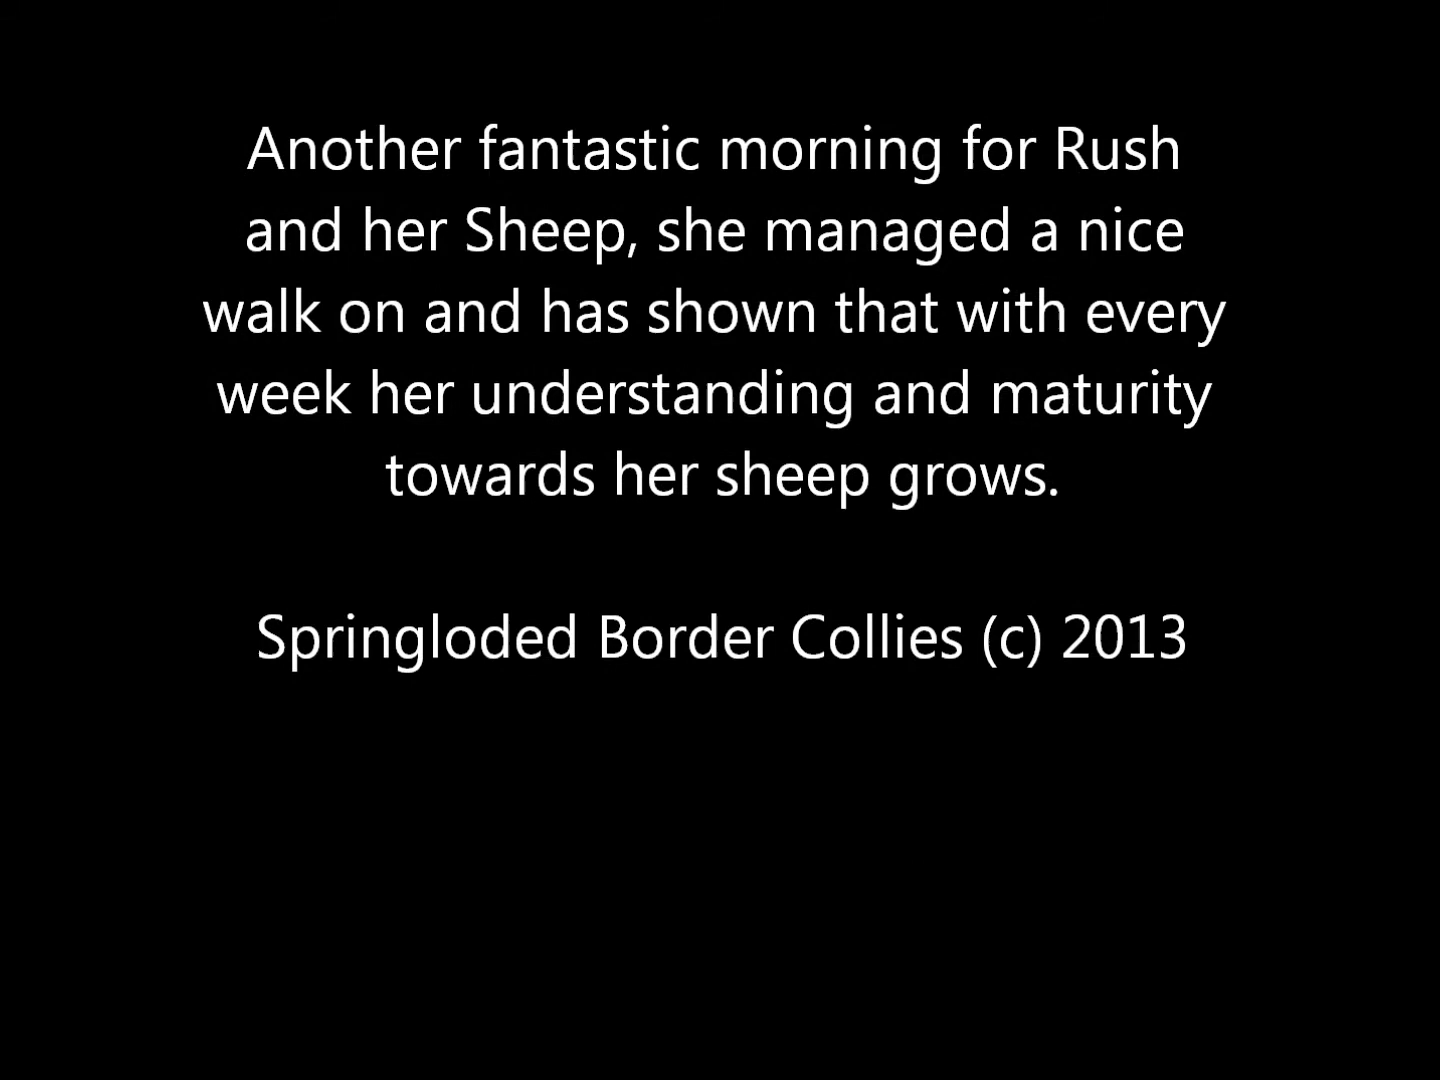 Another fantastic morning for Rush
and her Sheep, she managed a nice
walk on and has shown that with every
week her understanding and maturity
towards her sheep grows.
Springloded Border Collies (c) 2013